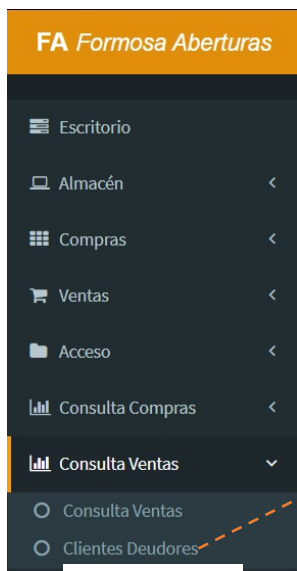 FA Formosa Aberturas
Escritorio
Almacén
Compras
Ventas
Acceso
Consulta Compras
Consulta Ventas
Consulta Ventas
Clientes Deudores